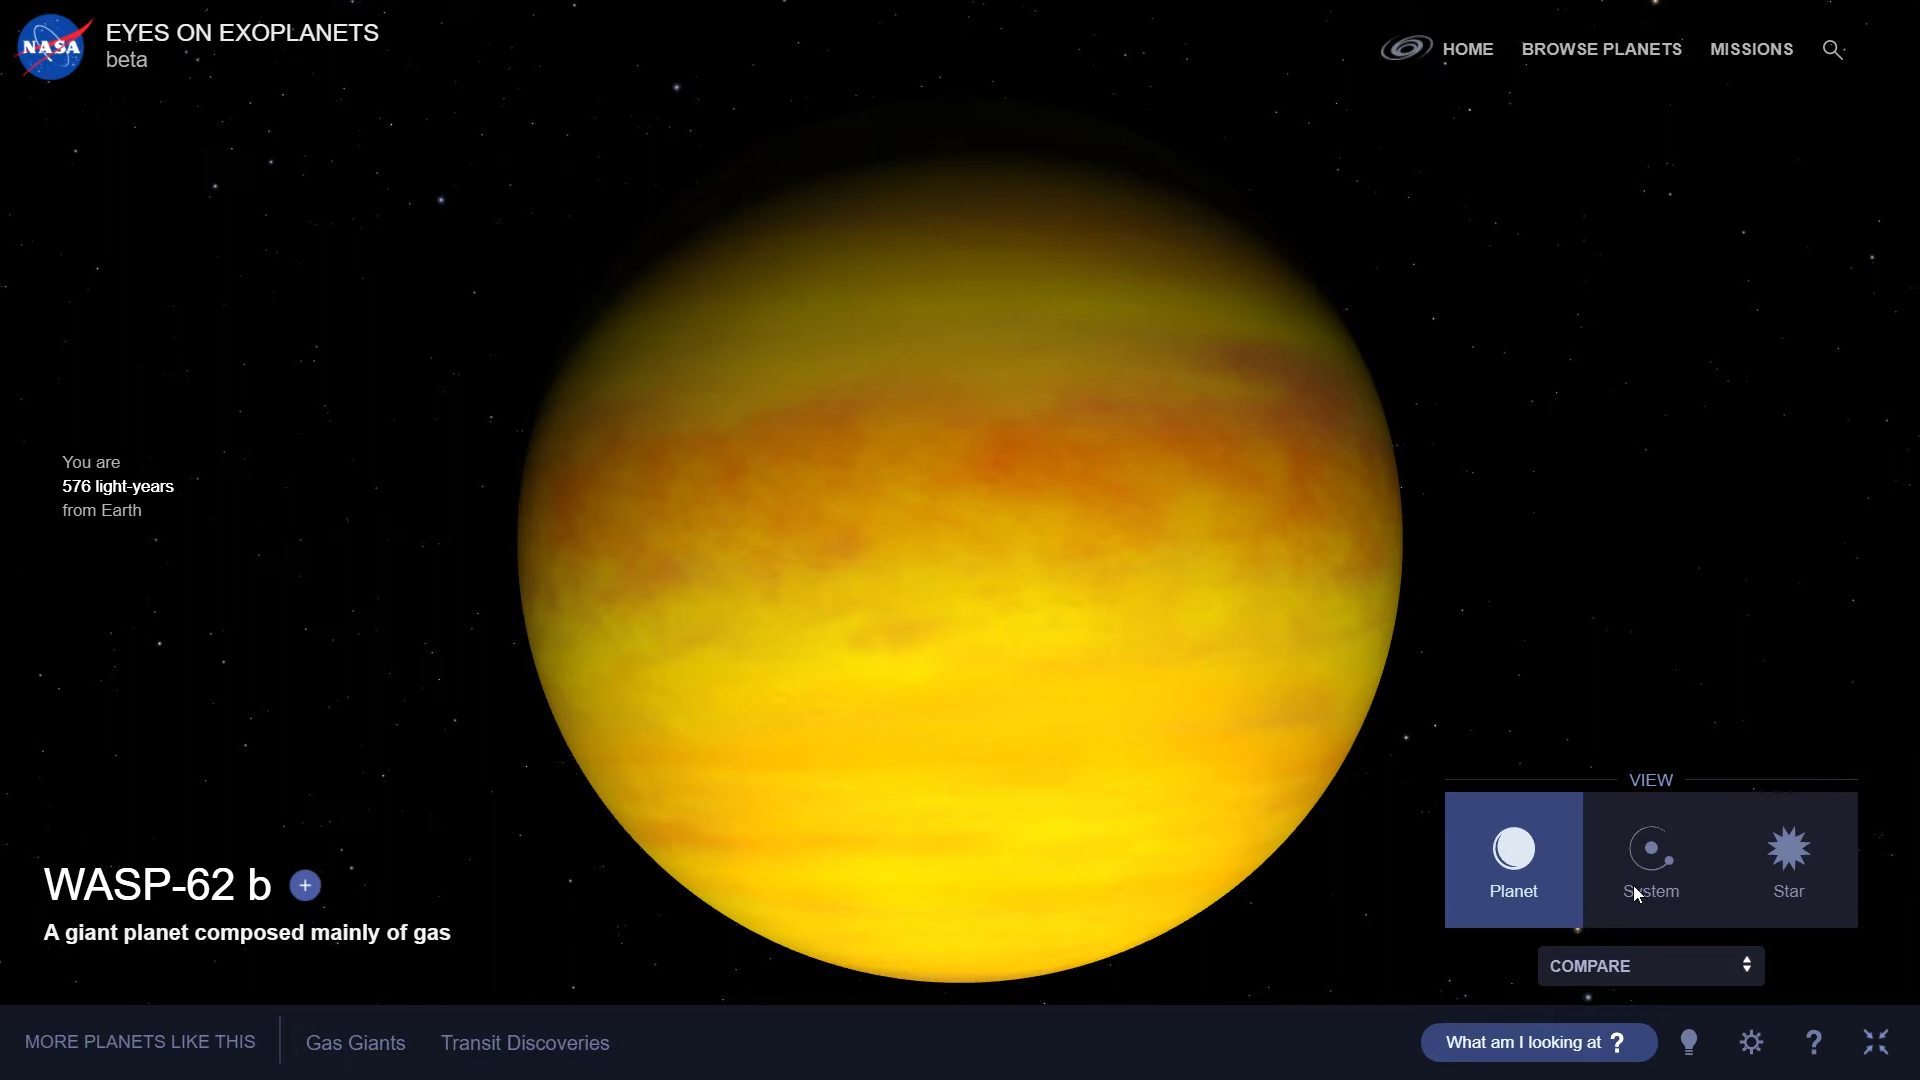 NASA
EYES ON EXOPLANETS
beta
HOME
BROWSE PLANETS
MISSIONS
You are
576 light-years
from Earth
WASP-62 b
+
A giant planet composed mainly of gas
VIEW
Planet
System
Star
COMPARE
MORE PLANETS LIKE THIS
Gas Giants
Transit Discoveries
What am I looking at ?
?